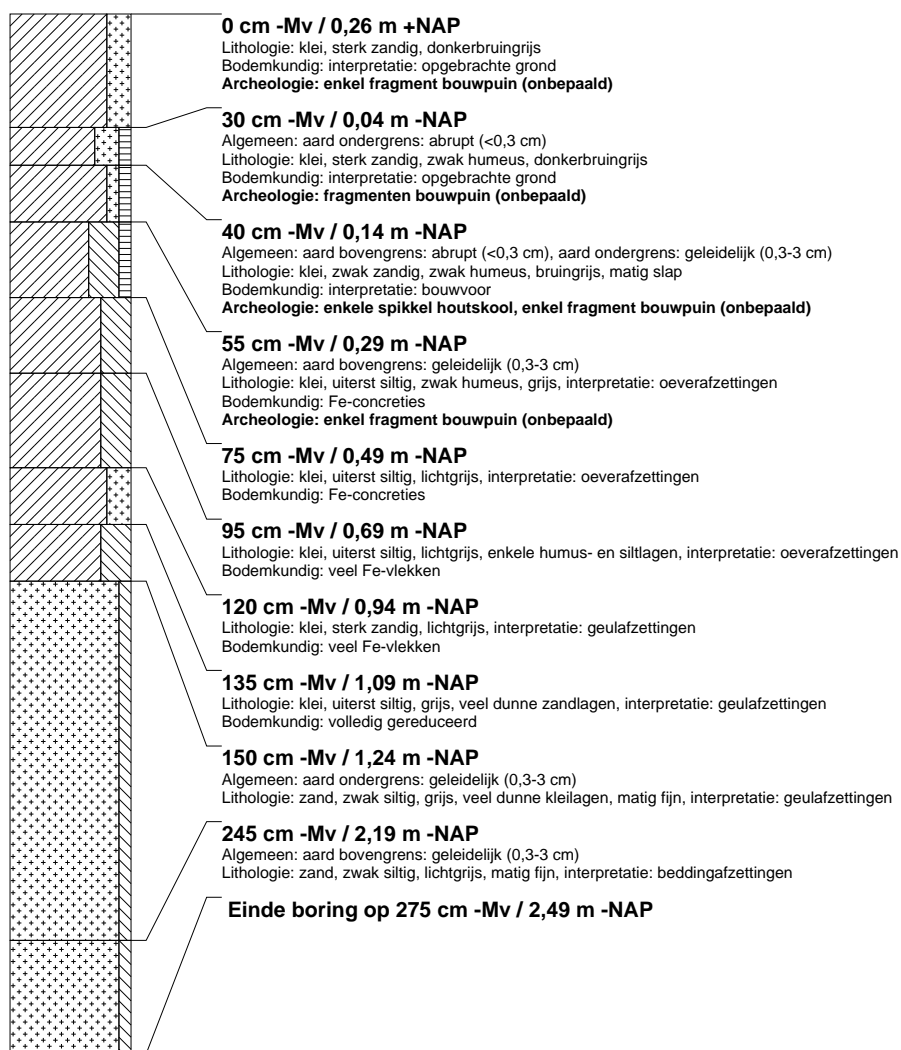 0 cm -Mv / 0,26 m +NAP
Lithologie: klei, sterk zandig, donkerbruingrijs
Bodemkundig: interpretatie: opgebrachte grond
Archeologie: enkel fragment bouwpuin (onbepaald)
30 cm -Mv / 0,04 m -NAP
Algemeen: aard ondergrens: abrupt (<0,3 cm)
Lithologie: klei, sterk zandig, zwak humeus, donkerbruingrijs
Bodemkundig: interpretatie: opgebrachte grond
Archeologie: fragmenten bouwpuin (onbepaald)
40 cm -Mv / 0,14 m -NAP
Algemeen: aard bovengrens: abrupt (<0,3 cm), aard ondergrens: geleidelijk (0,3-3 cm)
Lithologie: klei, zwak zandig, zwak humeus, bruingrijs, matig slap
Bodemkundig: interpretatie: bouwvoor
Archeologie: enkele spikkel houtskool, enkel fragment bouwpuin (onbepaald)
55 cm -Mv / 0,29 m -NAP
Algemeen: aard bovengrens: geleidelijk (0,3-3 cm)
Lithologie: klei, uiterst siltig, zwak humeus, grijs, interpretatie: oeverafzettingen
Bodemkundig: Fe-concreties
Archeologie: enkel fragment bouwpuin (onbepaald)
75 cm -Mv / 0,49 m -NAP
Lithologie: klei, uiterst siltig, lichtgrijs, interpretatie: oeverafzettingen
Bodemkundig: Fe-concreties
95 cm -Mv / 0,69 m -NAP
Lithologie: klei, uiterst siltig, lichtgrijs, enkele humus- en siltlagen, interpretatie: oeverafzettingen
Bodemkundig: veel Fe-vlekken
120 cm -Mv / 0,94 m -NAP
Lithologie: klei, sterk zandig, lichtgrijs, interpretatie: geulafzettingen
Bodemkundig: veel Fe-vlekken
135 cm -Mv / 1,09 m -NAP
Lithologie: klei, uiterst siltig, grijs, veel dunne zandlagen, interpretatie: geulafzettingen
Bodemkundig: volledig gereduceerd
150 cm -Mv / 1,24 m -NAP
Algemeen: aard ondergrens: geleidelijk (0,3-3 cm)
Lithologie: zand, zwak siltig, grijs, veel dunne kleilagen, matig fijn, interpretatie: geulafzettingen
245 cm -Mv / 2,19 m -NAP
Algemeen: aard bovengrens: geleidelijk (0,3-3 cm)
Lithologie: zand, zwak siltig, lichtgrijs, matig fijn, interpretatie: beddingafzettingen
Einde boring op 275 cm -Mv / 2,49 m -NAP